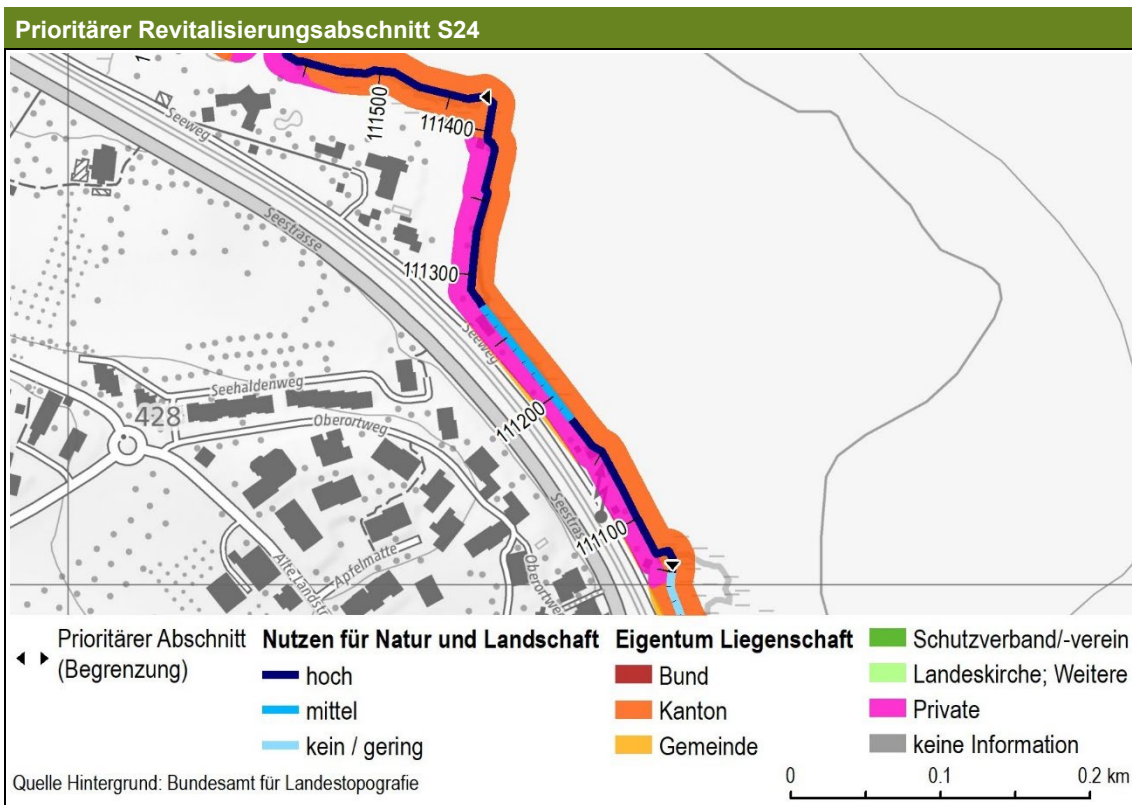 Prioritärer Revitalisierungsabschnitt S24
111500
111400
Seeweg
Seestrasse
111300
Seeweg
Seehaldenweg
428
Oberortweg
111200
Seestras
111100
Apfelmatte
Alte Landstr
Oberortweg
Prioritärer Abschnitt
(Begrenzung)
Nutzen für Natur und Landschaft
hoch
mittel
kein / gering
Eigentum Liegenschaft
Bund
Kanton
Gemeinde
Schutzverband/-verein
Landeskirche; Weitere
Private
keine Information
Quelle Hintergrund: Bundesamt für Landestopografie
0 0.1 0.2 km